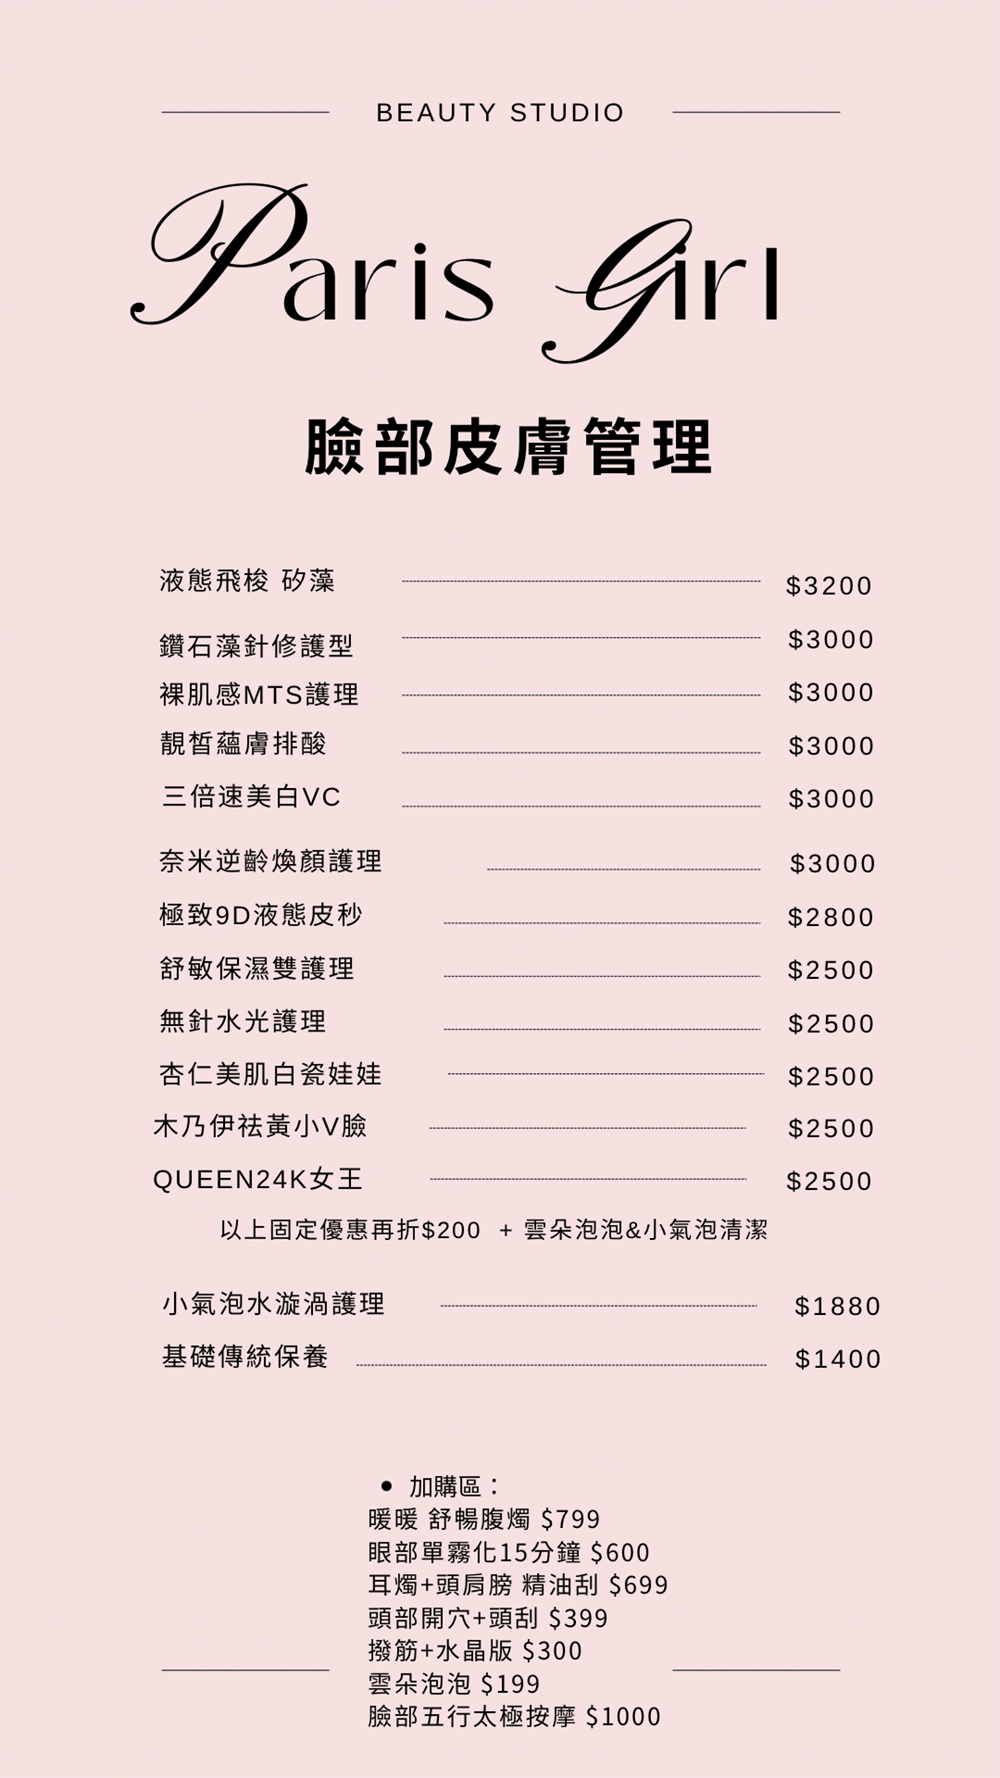 BEAUTY STUDIO
Paris Girl
臉部皮膚管理
液態飛梭 矽藻 $3200
鑽石藻針修護型 $3000
裸肌感MTS護理 $3000
靚皙蘊膚排酸 $3000
三倍速美白VC $3000
奈米逆齡煥顏護理 $3000
極致9D液態皮秒 $2800
舒敏保濕雙護理 $2500
無針水光護理 $2500
杏仁美肌白瓷娃娃 $2500
木乃伊祛黃小V臉 $2500
QUEEN24K女王 $2500
以上固定優惠再折$200 + 雲朵泡泡&小氣泡清潔
小氣泡水漩渦護理 $1880
基礎傳統保養 $1400
• 加購區：
暖暖 舒暢腹燭 $799
眼部單霧化15分鐘 $600
耳燭+頭肩膀 精油刮 $699
頭部開穴+頭刮 $399
撥筋+水晶版 $300
雲朵泡泡 $199
臉部五行太極按摩 $1000